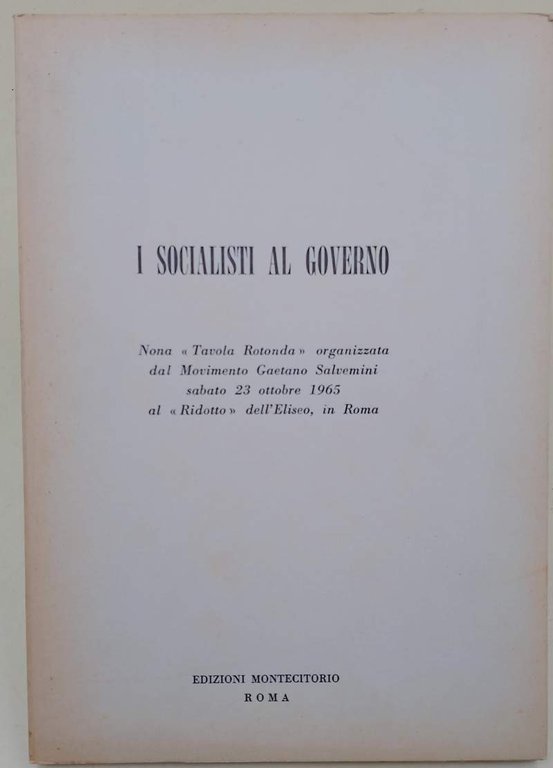 I SOCIALISTI AL GOVERNO
Nona « Tavola Rotonda » organizzata
dal Movimento Gaetano Salvemini
sabato 23 ottobre 1965
al « Ridotto » dell'Eliseo, in Roma
EDIZIONI MONTECITORIO
ROMA